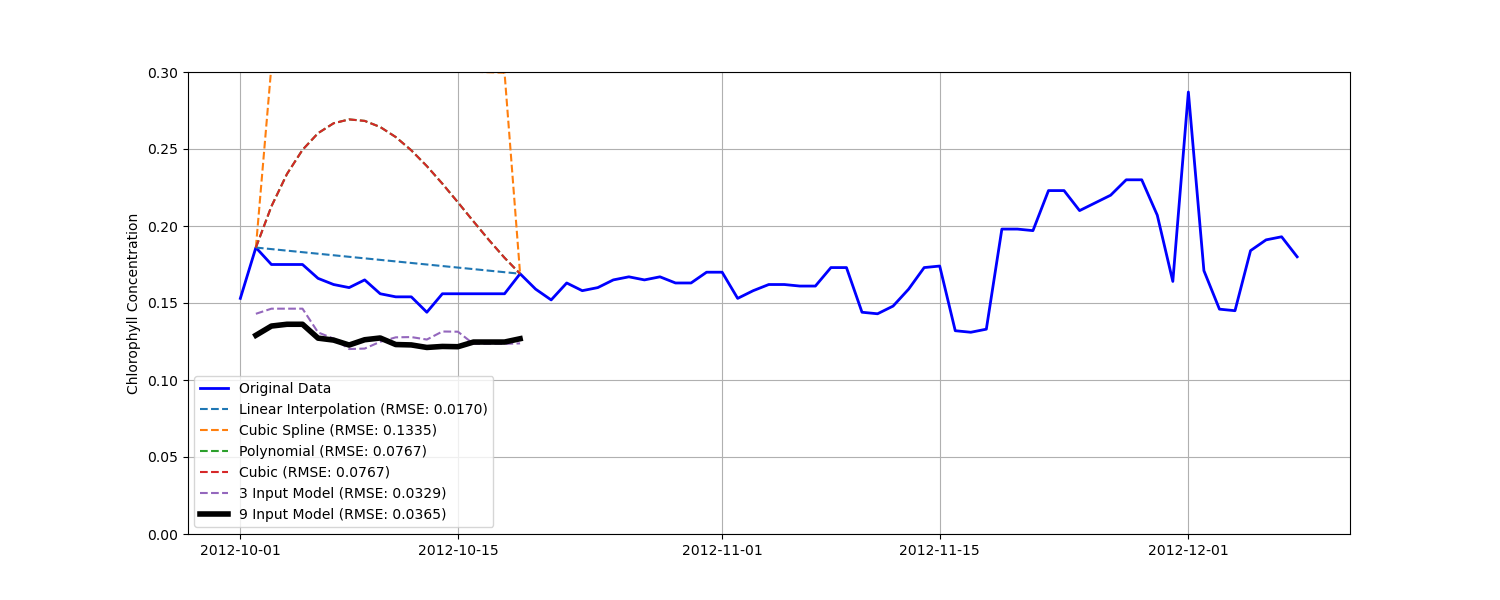 Chlorophyll Concentration
0.30
0.25
0.20
0.15
0.10
0.05
0.00
Original Data
Linear Interpolation (RMSE: 0.0170)
Cubic Spline (RMSE: 0.1335)
Polynomial (RMSE: 0.0767)
Cubic (RMSE: 0.0767)
3 Input Model (RMSE: 0.0329)
9 Input Model (RMSE: 0.0365)
2012-10-01 2012-10-15 2012-11-01 2012-11-15 2012-12-01